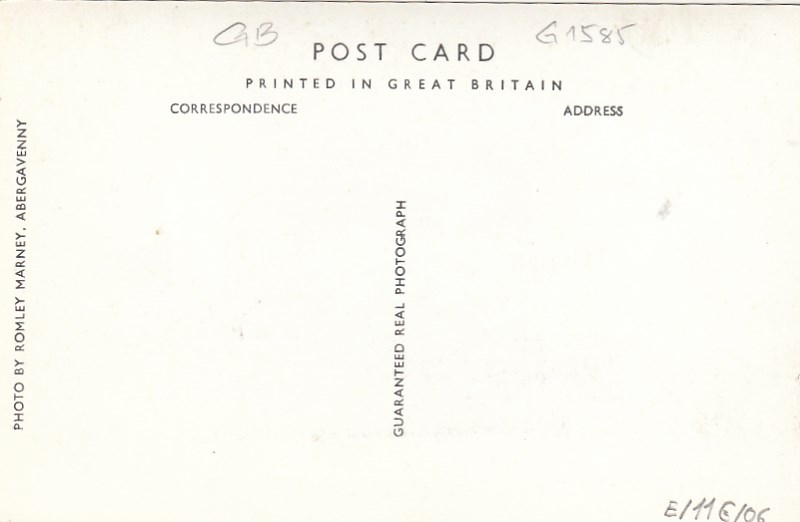 GB
G1585
POST CARD
PRINTED IN GREAT BRITAIN
CORRESPONDENCE
ADDRESS
PHOTO BY ROMLEY MARNEY, ABERGAVENNY
GUARANTEED REAL PHOTOGRAPH
E/11€/06